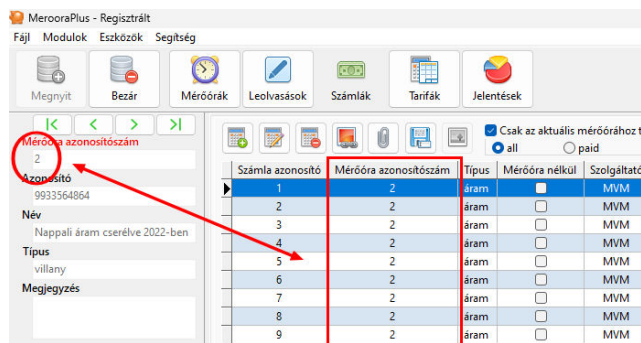 MerooraPlus - Regisztrált
Fájl Modulok Eszközök Segítség
Megnyit Bezár Mérőórák Leolvasások Számlák Tarifák Jelentések
Mérőóra azonosítószám
2
Azonosító
9933564864
Név
Nappali áram cserélve 2022-ben
Típus
villany
Megjegyzés
Csak az aktuális mérőórához t
all paid
Számla azonosító Mérőóra azonosítószám Típus Mérőóra nélkül Szolgáltató
1 2 áram MVM
2 2 áram MVM
3 2 áram MVM
4 2 áram MVM
5 2 áram MVM
6 2 áram MVM
7 2 áram MVM
8 2 áram MVM
9 2 áram MVM